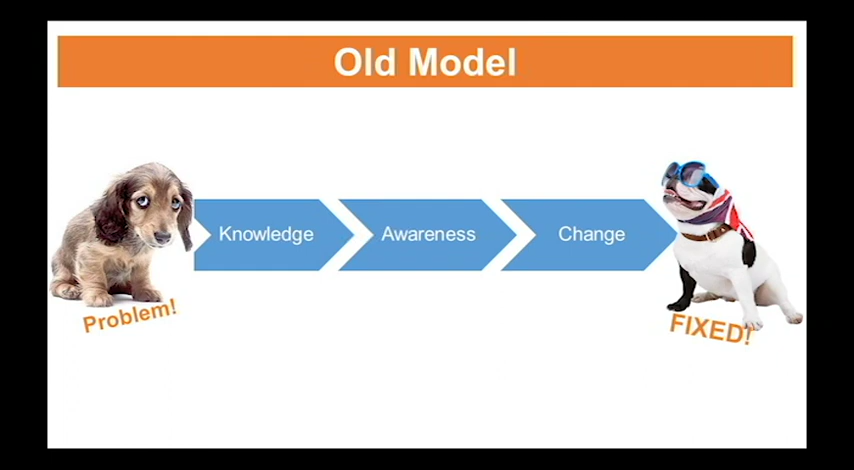 Old Model
Knowledge
Awareness
Change
Problem!
FIXED!